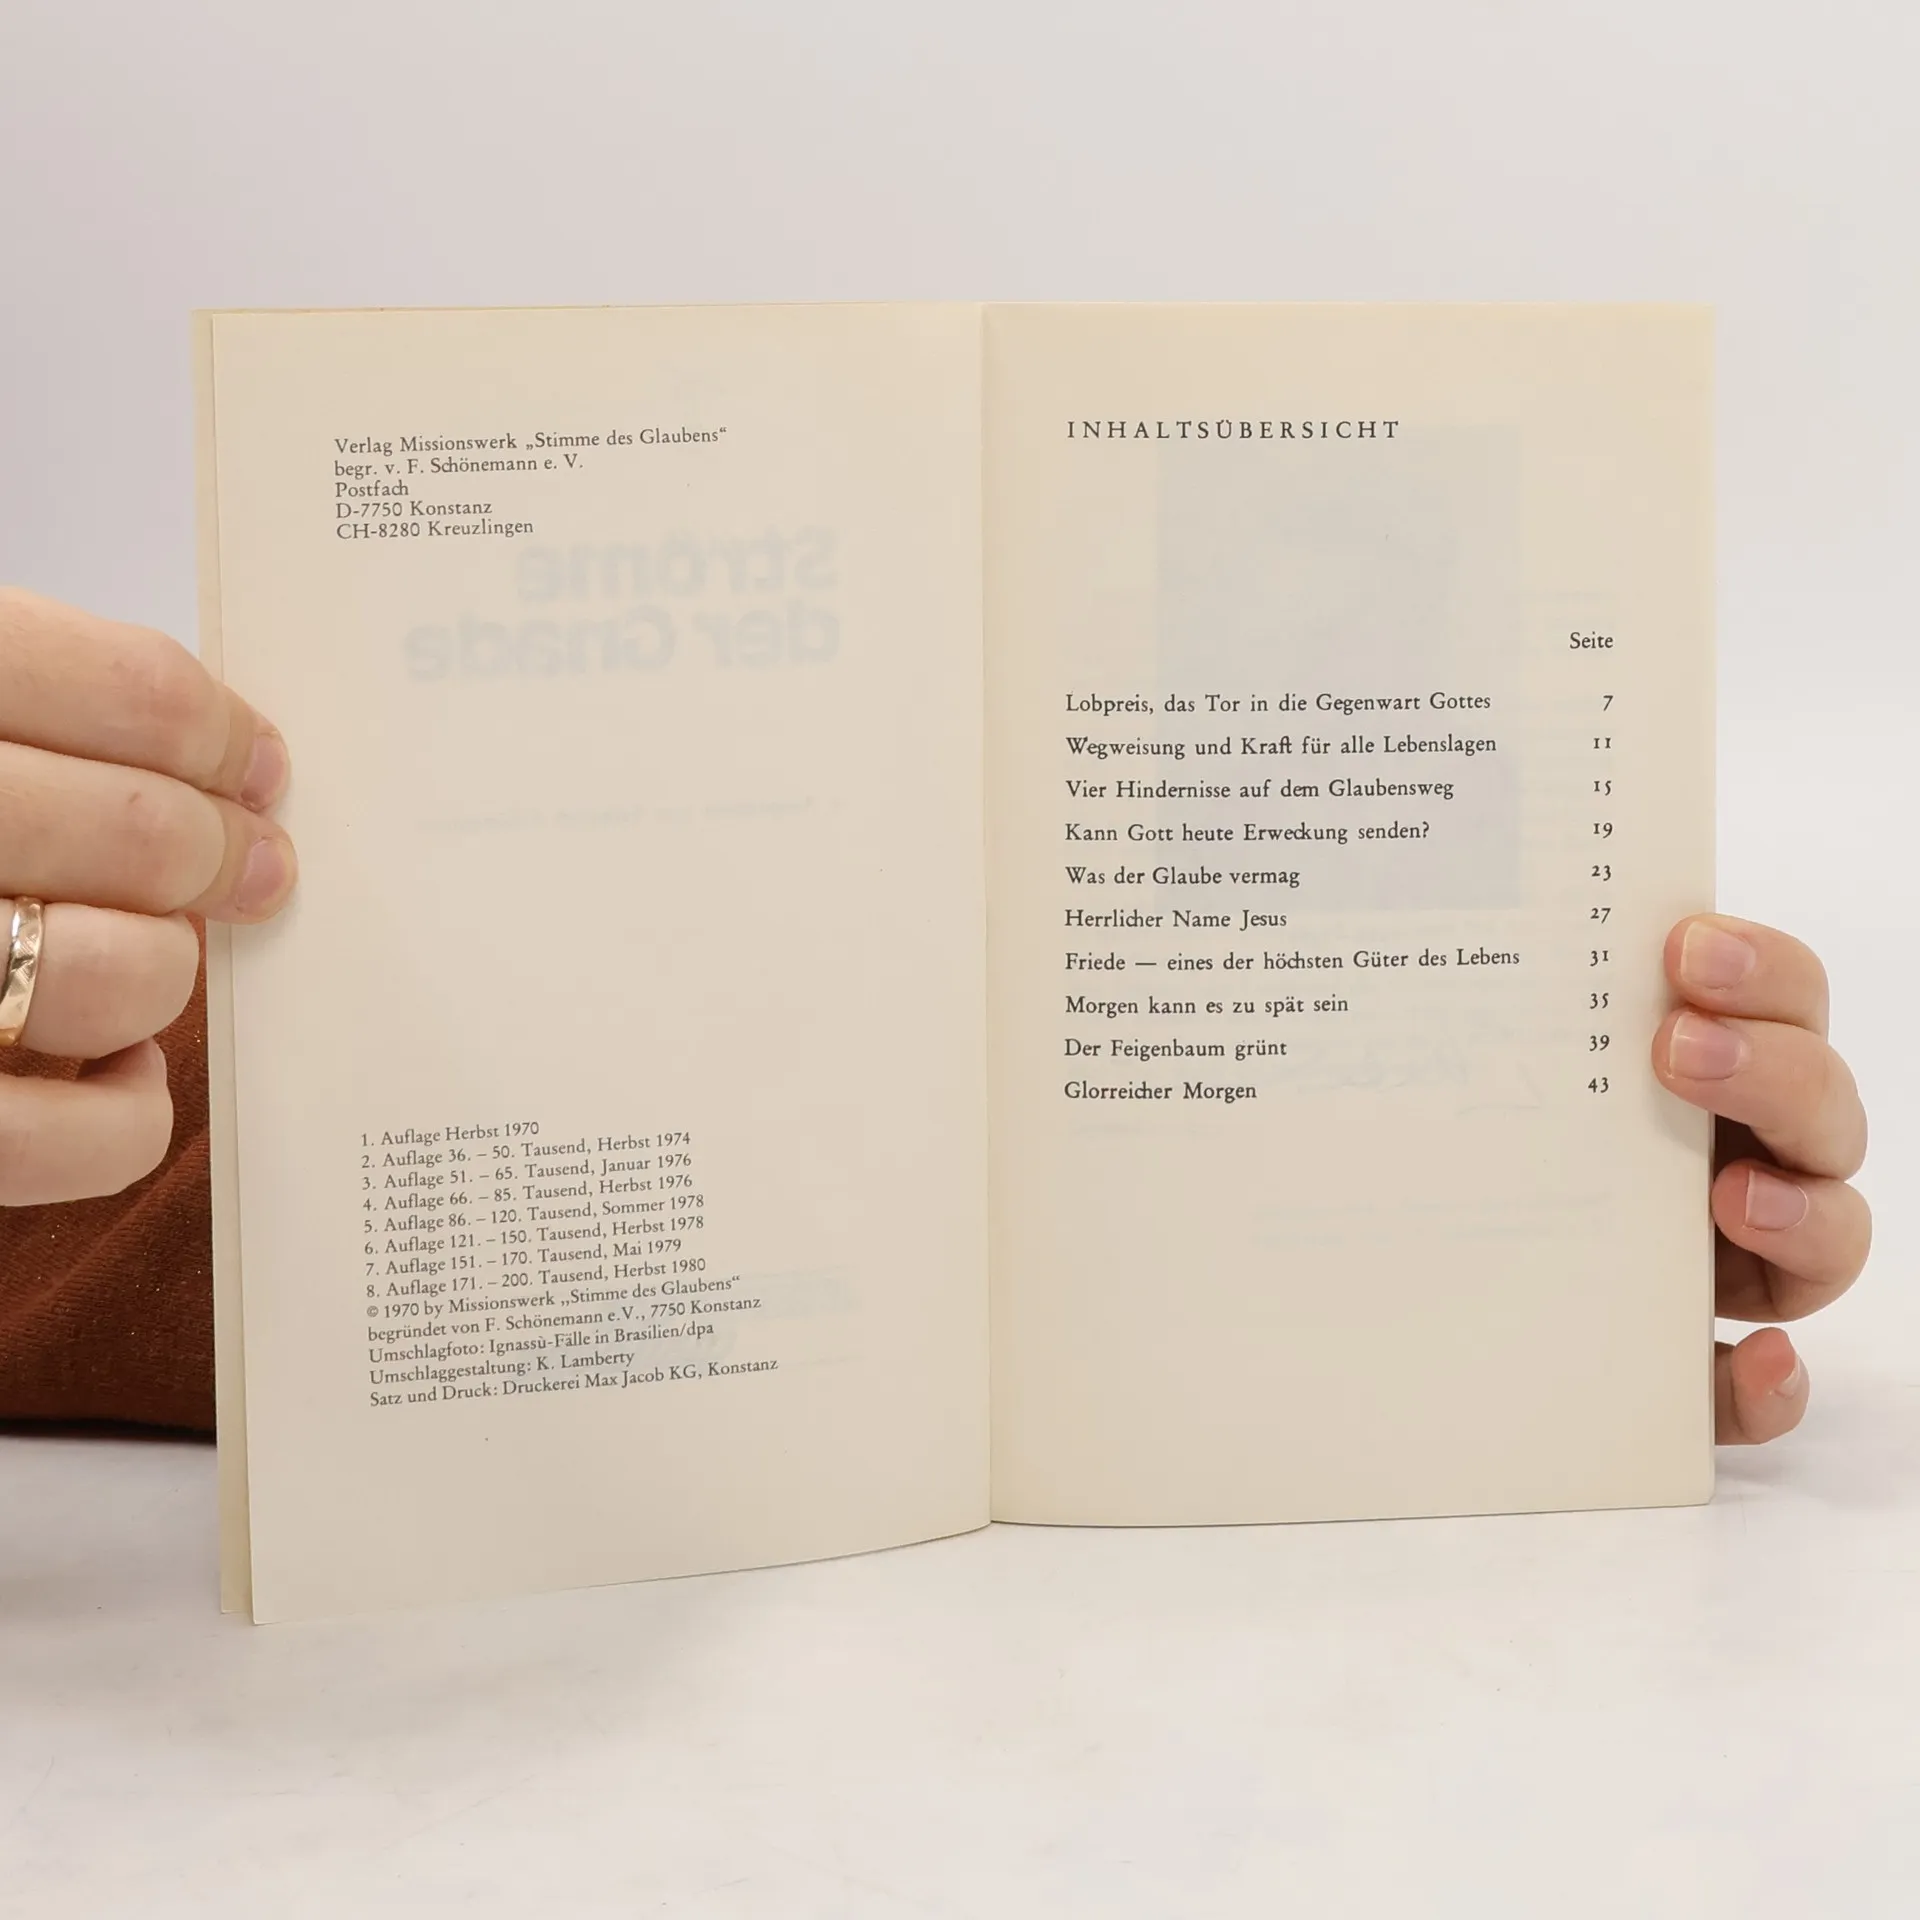 Verlag Missionswerk „Stimme des Glaubens“
begr. v. F. Schönemann e. V.
Postfach
D-7750 Konstanz
CH-8280 Kreuzlingen
Ströme
der Gnade
1. Auflage Herbst 1970
2. Auflage 36. – 50. Tausend, Herbst 1974
3. Auflage 51. – 65. Tausend, Januar 1976
4. Auflage 66. – 85. Tausend, Herbst 1976
5. Auflage 86. – 120. Tausend, Sommer 1978
6. Auflage 121. – 150. Tausend, Herbst 1978
7. Auflage 151. – 170. Tausend, Mai 1979
8. Auflage 171. – 200. Tausend, Herbst 1980
© 1970 by Missionswerk „Stimme des Glaubens“
begründet von F. Schönemann e.V., 7750 Konstanz
Umschlagfoto: Ignassù-Fälle in Brasilien/dpa
Umschlaggestaltung: K. Lamberty
Satz und Druck: Druckerei Max Jacob KG, Konstanz
INHALTSÜBERSICHT
Seite
Lobpreis, das Tor in die Gegenwart Gottes 7
Wegweisung und Kraft für alle Lebenslagen 11
Vier Hindernisse auf dem Glaubensweg 15
Kann Gott heute Erweckung senden? 19
Was der Glaube vermag 23
Herrlicher Name Jesus 27
Friede — eines der höchsten Güter des Lebens 31
Morgen kann es zu spät sein 35
Der Feigenbaum grünt 39
Glorreicher Morgen 43